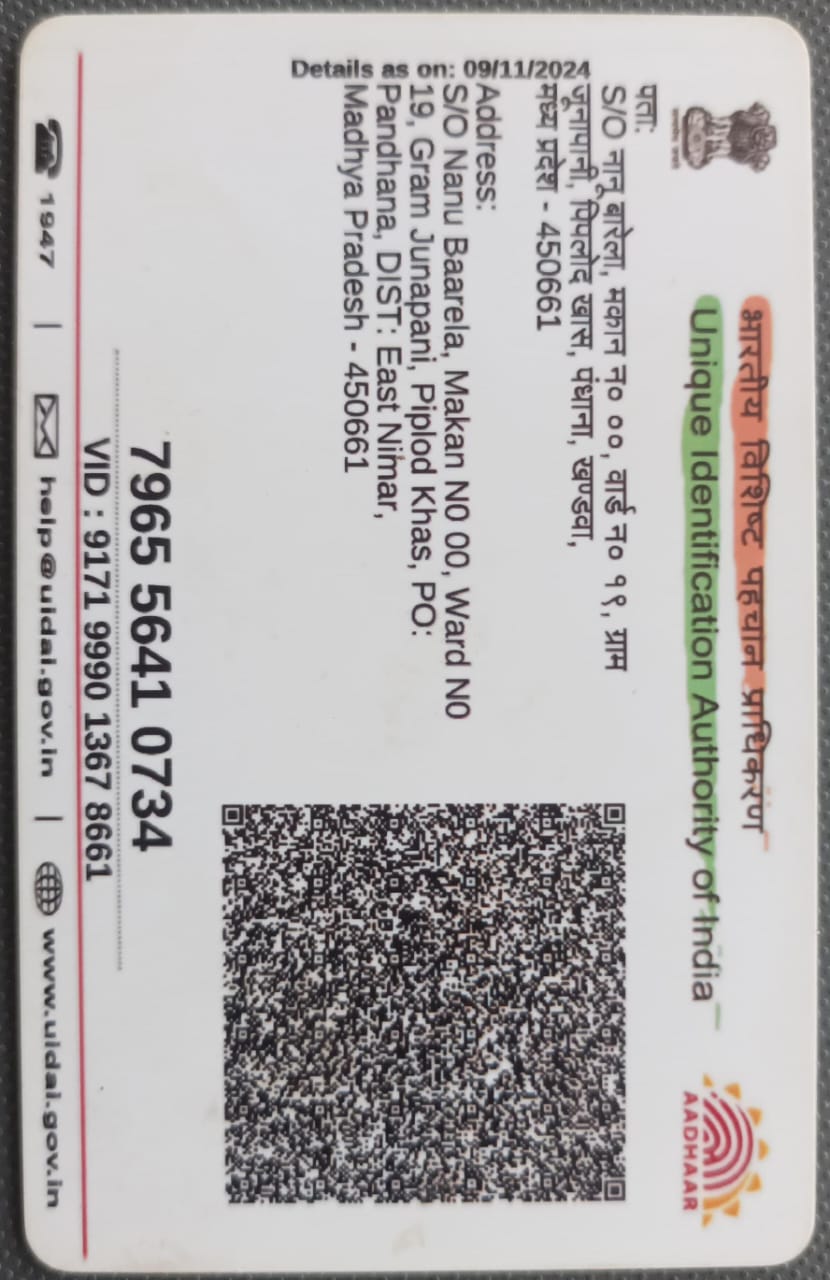 भारतीय विशिष्ट पहचान प्राधिकरण
Unique Identification Authority of India
AADHAAR
पता:
S/O नानू बारेला, मकान न० ००, वार्ड न० १९, ग्राम
जूनापानी, पिपलोद खास, पंधाना, खण्डवा,
मध्य प्रदेश - 450661
Address:
S/O Nanu Baarela, Makan N0 00, Ward N0
19, Gram Junapani, Piplod Khas, PO:
Pandhana, DIST: East Nimar,
Madhya Pradesh - 450661
Details as on: 09/11/2024
7965 5641 0734
VID : 9171 9990 1367 8661
1947 | help@uidai.gov.in | www.uidai.gov.in